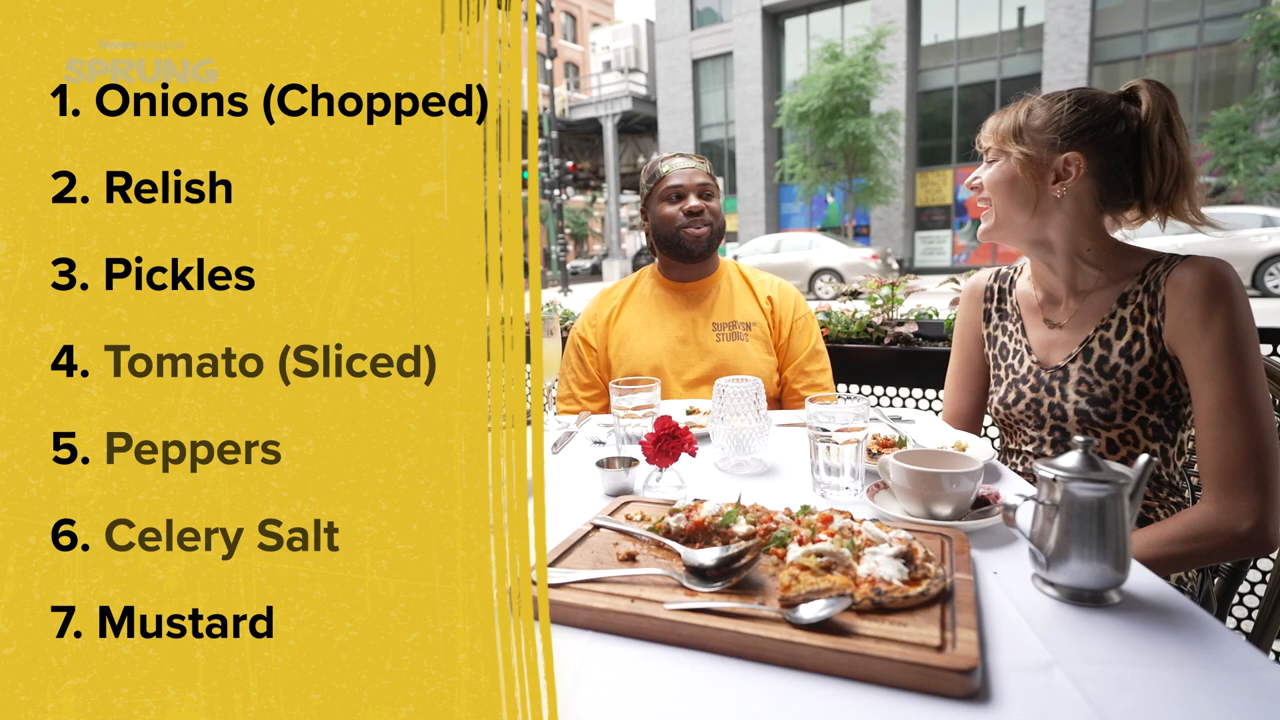 SPRUNG
1. Onions (Chopped)
2. Relish
3. Pickles
4. Tomato (Sliced)
5. Peppers
6. Celery Salt
7. Mustard
SUPERVSN®
STUDIOS